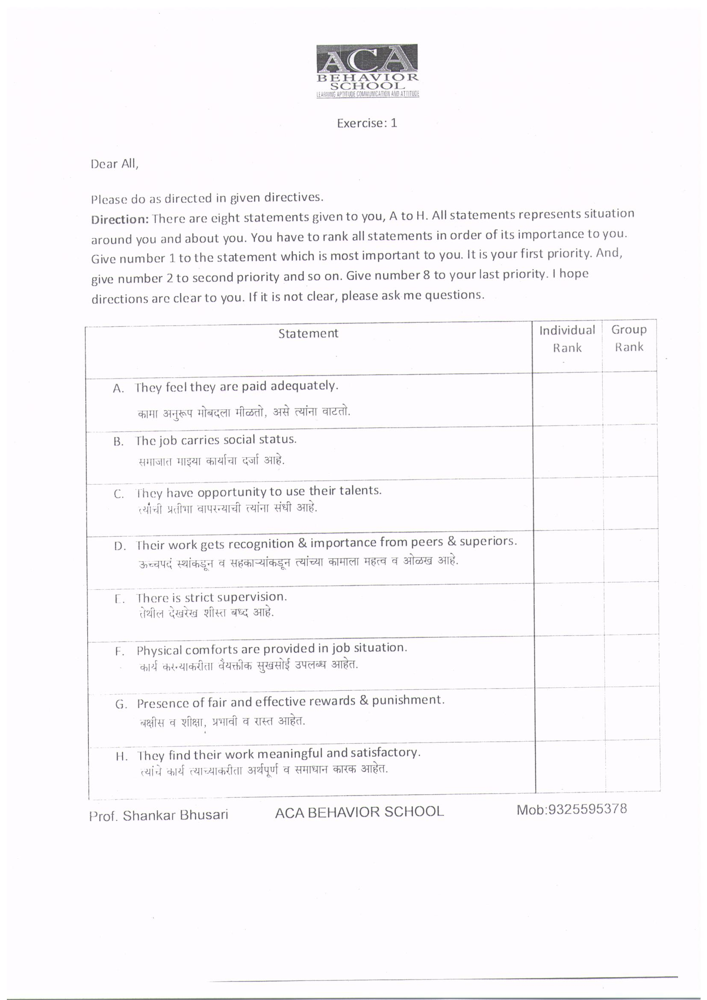 ACA
BEHAVIOR
SCHOOL
LEARNING APTITUDE COMMUNICATION AND ATTITUDE
Exercise: 1
Dear All,
Please do as directed in given directives.
Direction: There are eight statements given to you, A to H. All statements represents situation
around you and about you. You have to rank all statements in order of its importance to you.
Give number 1 to the statement which is most important to you. It is your first priority. And,
give number 2 to second priority and so on. Give number 8 to your last priority. I hope
directions are clear to you. If it is not clear, please ask me questions.
Statement
Individual Rank
Group Rank
A. They feel they are paid adequately.
कामा अनुरूप मोबदला मीळतो, असे त्यांना वाटतो.
B. The job carries social status.
समाजात माझ्या कार्याचा दर्जा आहे.
C. They have opportunity to use their talents.
त्यांची प्रतीभा वापरन्याची त्यांना संधी आहे.
D. Their work gets recognition & importance from peers & superiors.
ऊच्चपदं स्थांकडून व सहकाऱ्यांकडून त्यांच्या कामाला महत्व व ओळख आहे.
E. There is strict supervision.
तेथील देखरेख शीस्त बध्द आहे.
F. Physical comforts are provided in job situation.
कार्य करन्याकरीता वैयक्तीक सुखसोई उपलब्ध आहेत.
G. Presence of fair and effective rewards & punishment.
बक्षीस व शीक्षा, प्रभावी व रास्त आहेत.
H. They find their work meaningful and satisfactory.
त्यांचे कार्य त्याच्याकरीता अर्थपूर्ण व समाधान कारक आहेत.
Prof. Shankar Bhusari ACA BEHAVIOR SCHOOL Mob:9325595378